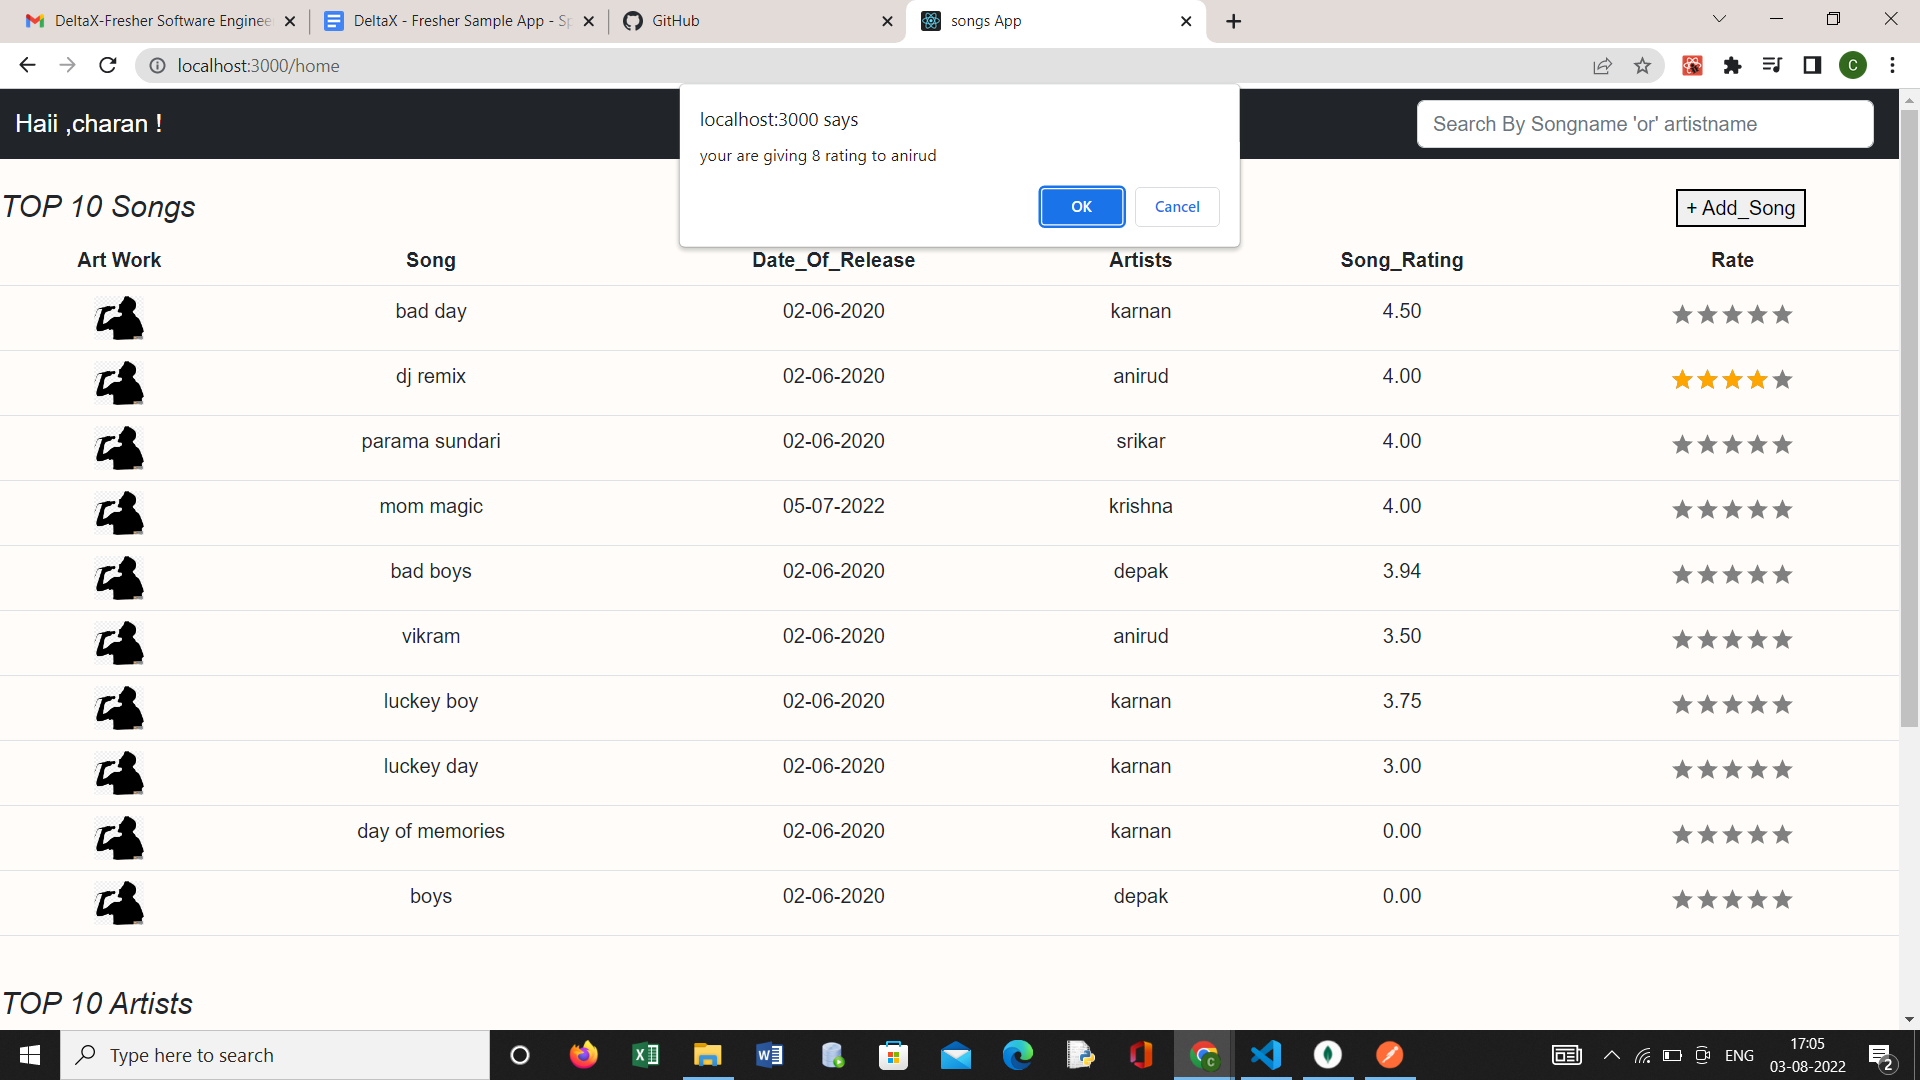 DeltaX-Fresher Software Enginee
DeltaX - Fresher Sample App - Sp
GitHub
songs App
localhost:3000/home
C
localhost:3000 says
your are giving 8 rating to anirud
OK
Cancel
Haii ,charan !
Search By Songname 'or' artistname
TOP 10 Songs
+ Add_Song
Art Work Song Date_Of_Release Artists Song_Rating Rate
bad day 02-06-2020 karnan 4.50
dj remix 02-06-2020 anirud 4.00
parama sundari 02-06-2020 srikar 4.00
mom magic 05-07-2022 krishna 4.00
bad boys 02-06-2020 depak 3.94
vikram 02-06-2020 anirud 3.50
luckey boy 02-06-2020 karnan 3.75
luckey day 02-06-2020 karnan 3.00
day of memories 02-06-2020 karnan 0.00
boys 02-06-2020 depak 0.00
TOP 10 Artists
Type here to search
ENG
17:05
03-08-2022
2